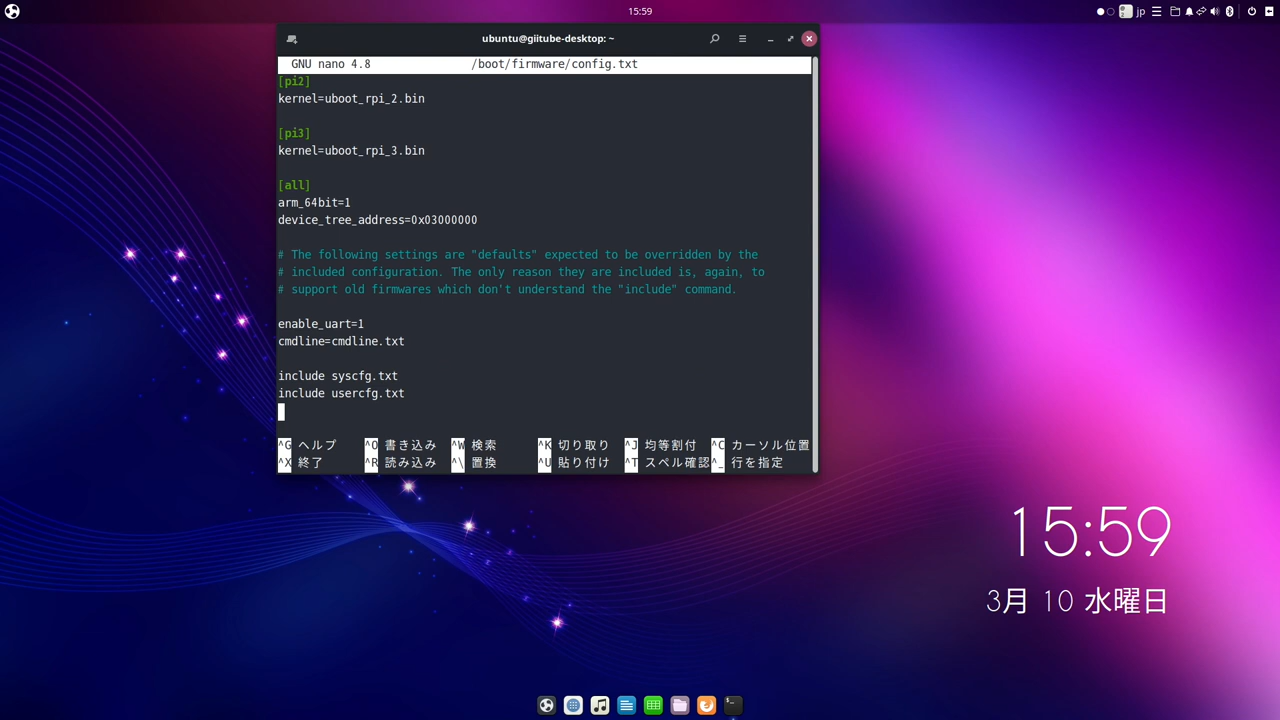 15:59
jp
ubuntu@giitube-desktop: ~
GNU nano 4.8 /boot/firmware/config.txt
[pi2]
kernel=uboot_rpi_2.bin
[pi3]
kernel=uboot_rpi_3.bin
[all]
arm_64bit=1
device_tree_address=0x03000000
# The following settings are "defaults" expected to be overridden by the
# included configuration. The only reason they are included is, again, to
# support old firmwares which don't understand the "include" command.
enable_uart=1
cmdline=cmdline.txt
include syscfg.txt
include usercfg.txt
^G ヘルプ ^O 書き込み ^W 検索 ^K 切り取り ^J 均等割付 ^C カーソル位置
^X 終了 ^R 読み込み ^\ 置換 ^U 貼り付け ^T スペル確認 ^_ 行を指定
15:59
3月 10 水曜日